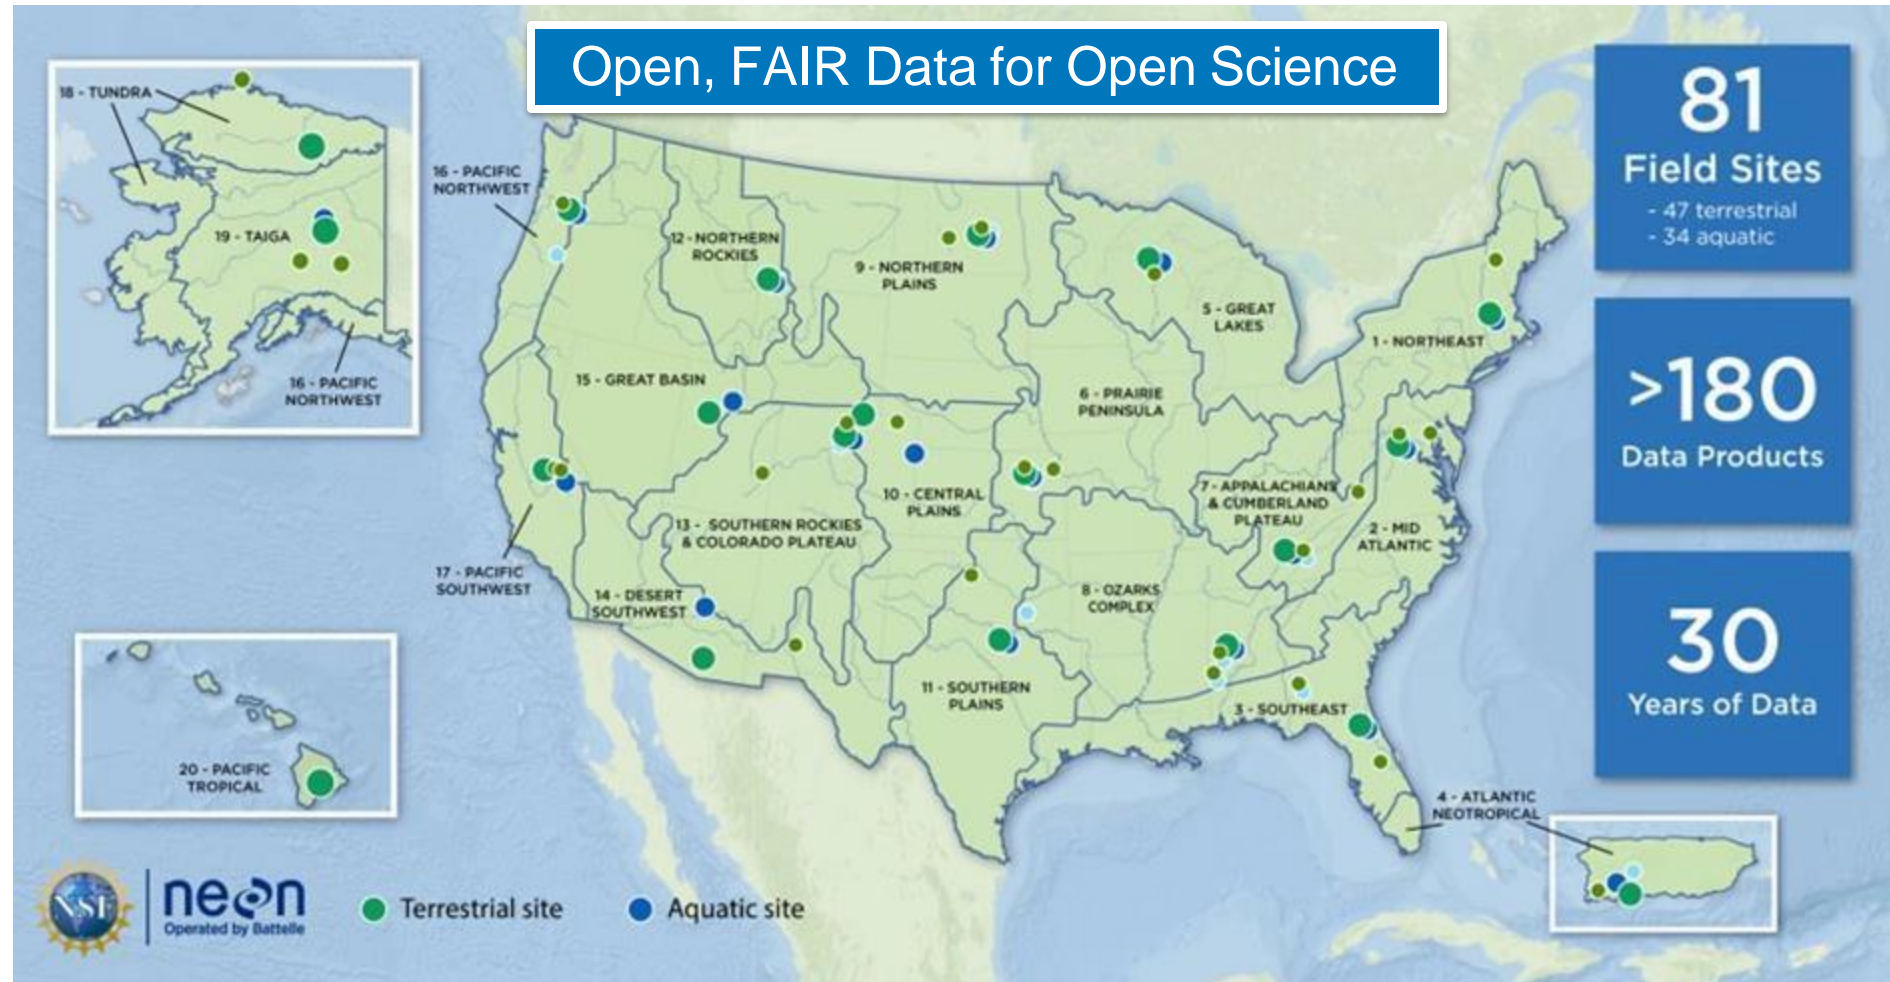 Open, FAIR Data for Open Science
18 - TUNDRA
19 - TAIGA
16 - PACIFIC
NORTHWEST
16 - PACIFIC
NORTHWEST
12 - NORTHERN
ROCKIES
9 - NORTHERN
PLAINS
5 - GREAT
LAKES
1 - NORTHEAST
15 - GREAT BASIN
6 - PRAIRIE
PENINSULA
10 - CENTRAL
PLAINS
7 - APPALACHIANS
& CUMBERLAND
PLATEAU
2 - MID
ATLANTIC
13 - SOUTHERN ROCKIES
& COLORADO PLATEAU
17 - PACIFIC
SOUTHWEST
14 - DESERT
SOUTHWEST
8 - OZARKS
COMPLEX
11 - SOUTHERN
PLAINS
3 - SOUTHEAST
20 - PACIFIC
TROPICAL
4 - ATLANTIC
NEOTROPICAL
81
Field Sites
- 47 terrestrial
- 34 aquatic
>180
Data Products
30
Years of Data
NSF
neon
Operated by Battelle
Terrestrial site
Aquatic site